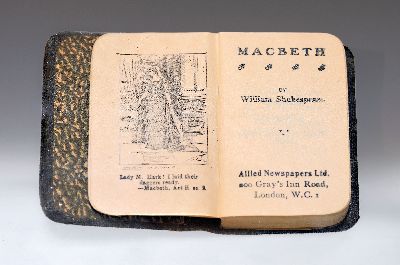 Lady M. Hark! I laid their
daggers ready.
—Macbeth, Act II. sc. 2.
MACBETH
BY
William Shakespeare.
Allied Newspapers Ltd.
200 Gray's Inn Road,
London, W.C. 1